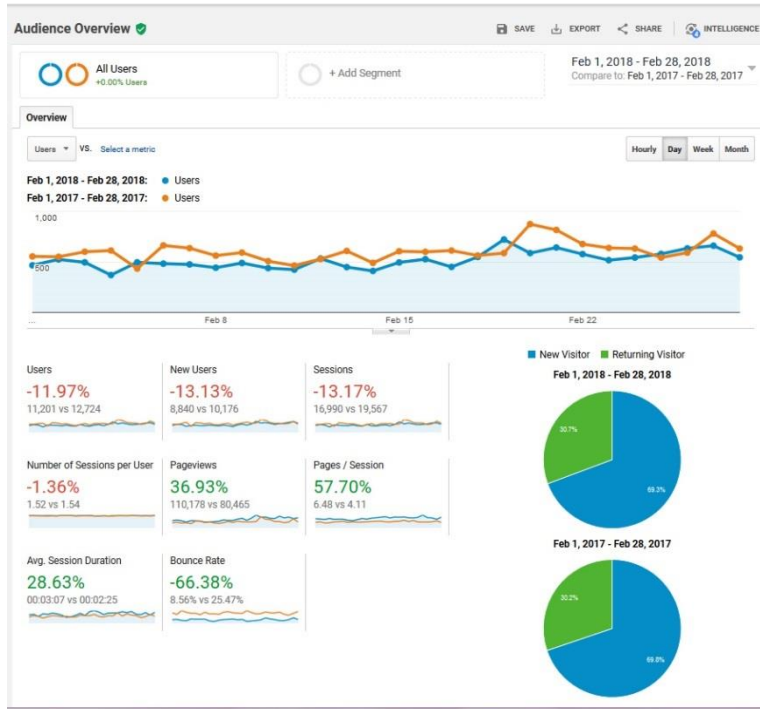 Audience Overview
SAVE EXPORT SHARE INTELLIGENCE
4
All Users
+0.00% Users
+ Add Segment
Feb 1, 2018 - Feb 28, 2018
Compare to: Feb 1, 2017 - Feb 28, 2017
Overview
Users VS. Select a metric
Hourly Day Week Month
Feb 1, 2018 - Feb 28, 2018: Users
Feb 1, 2017 - Feb 28, 2017: Users
1,000
500
... Feb 8 Feb 15 Feb 22
Users
-11.97%
11,201 vs 12,724
New Users
-13.13%
8,840 vs 10,176
Sessions
-13.17%
16,990 vs 19,567
Number of Sessions per User
-1.36%
1.52 vs 1.54
Pageviews
36.93%
110,178 vs 80,465
Pages / Session
57.70%
6.48 vs 4.11
Avg. Session Duration
28.63%
00:03:07 vs 00:02:25
Bounce Rate
-66.38%
8.56% vs 25.47%
New Visitor Returning Visitor
Feb 1, 2018 - Feb 28, 2018
30.7%
69.3%
Feb 1, 2017 - Feb 28, 2017
30.2%
69.8%